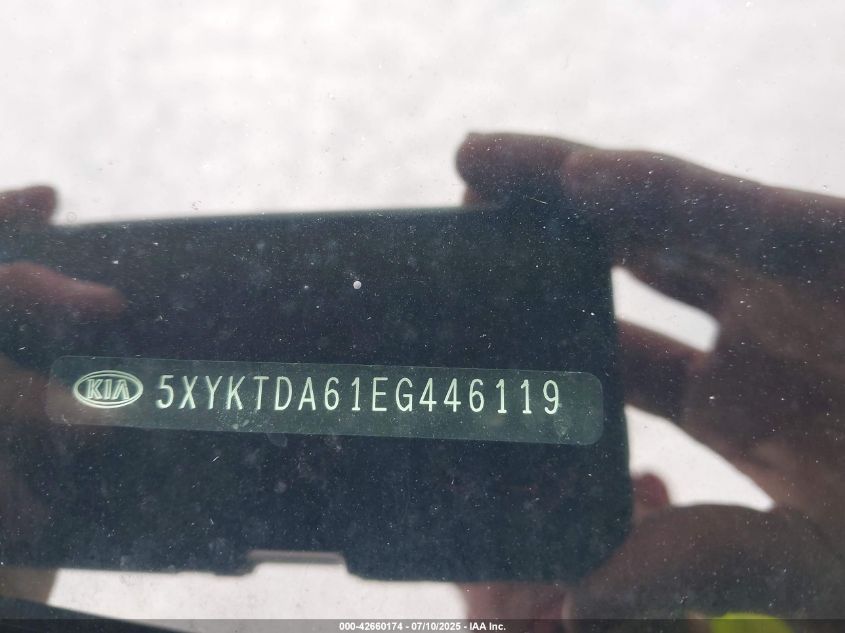 KIA 5XYKTDA61EG446119
000-42660174 - 07/10/2025 - IAA Inc.